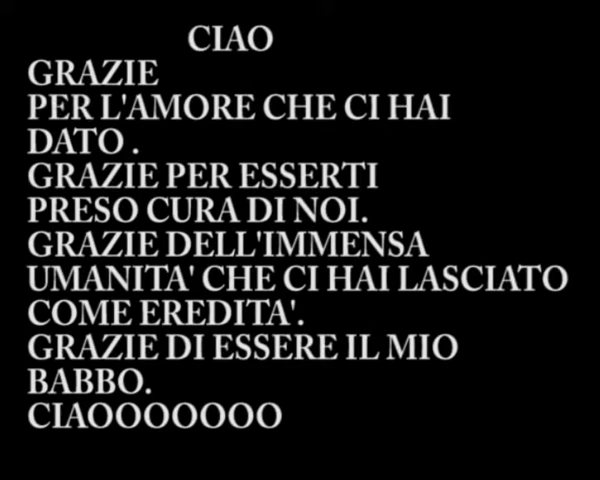 CIAO
GRAZIE
PER L'AMORE CHE CI HAI
DATO .
GRAZIE PER ESSERTI
PRESO CURA DI NOI.
GRAZIE DELL'IMMENSA
UMANITA' CHE CI HAI LASCIATO
COME EREDITA'.
GRAZIE DI ESSERE IL MIO
BABBO.
CIAOOOOOOOO